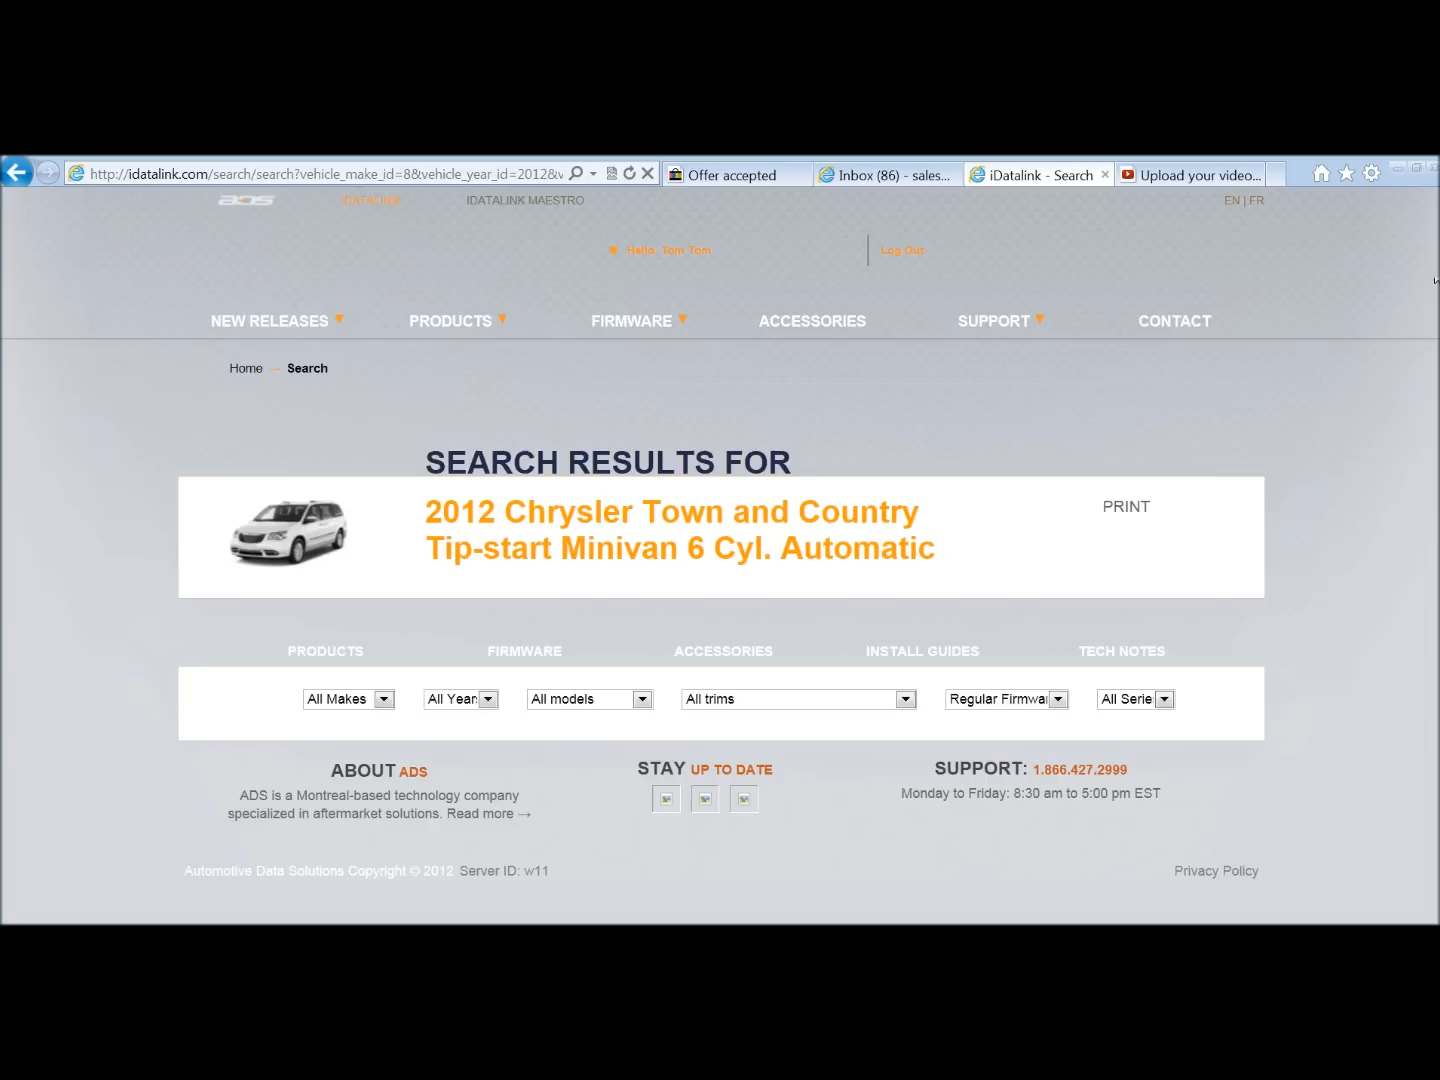 http://idatalink.com/search/search?vehicle_make_id=8&vehicle_year_id=2012&v
Offer accepted
Inbox (86) - sales...
iDatalink - Search
Upload your video...
ADS
IDATALINK
IDATALINK MAESTRO
EN | FR
Hello, Tom Tom
Log Out
NEW RELEASES
PRODUCTS
FIRMWARE
ACCESSORIES
SUPPORT
CONTACT
Home → Search
SEARCH RESULTS FOR
2012 Chrysler Town and Country
Tip-start Minivan 6 Cyl. Automatic
PRINT
PRODUCTS
FIRMWARE
ACCESSORIES
INSTALL GUIDES
TECH NOTES
All Makes
All Year
All models
All trims
Regular Firmwar
All Serie
ABOUT ADS
ADS is a Montreal-based technology company
specialized in aftermarket solutions. Read more →
STAY UP TO DATE
SUPPORT: 1.866.427.2999
Monday to Friday: 8:30 am to 5:00 pm EST
Automotive Data Solutions Copyright © 2012 Server ID: w11
Privacy Policy